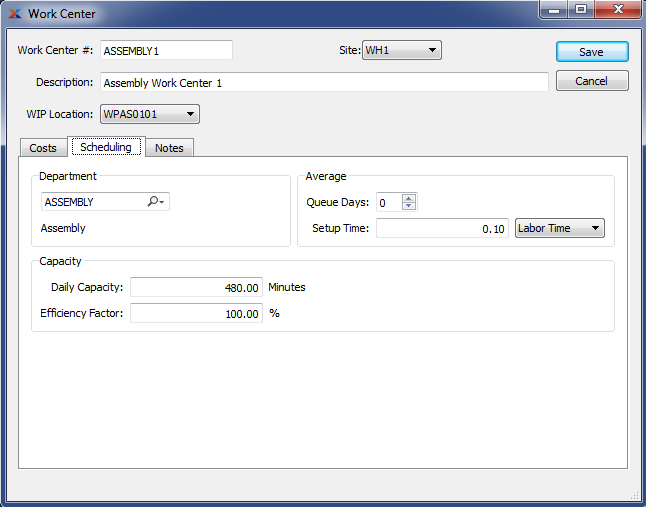 Work Center
Work Center #: ASSEMBLY1 Site: WH1 Save
Description: Assembly Work Center 1 Cancel
WIP Location: WPAS0101
Costs Scheduling Notes
Department Average
ASSEMBLY Queue Days: 0
Assembly Setup Time: 0.10 Labor Time
Capacity
Daily Capacity: 480.00 Minutes
Efficiency Factor: 100.00 %